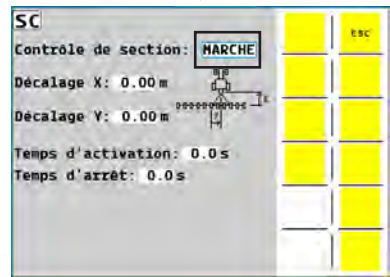 SC
ESC
Contrôle de section: MARCHE
Décalage X: 0.00 m
Décalage Y: 0.00 m
Temps d'activation: 0.0 s
Temps d'arrêt: 0.0 s